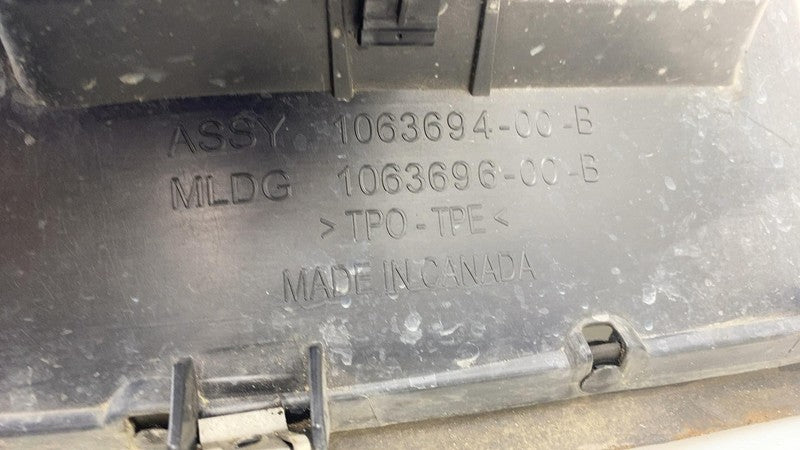 ASSY. 1063694-00-B
MLDG 1063696-00-B
>TPO-TPE<
MADE IN CANADA